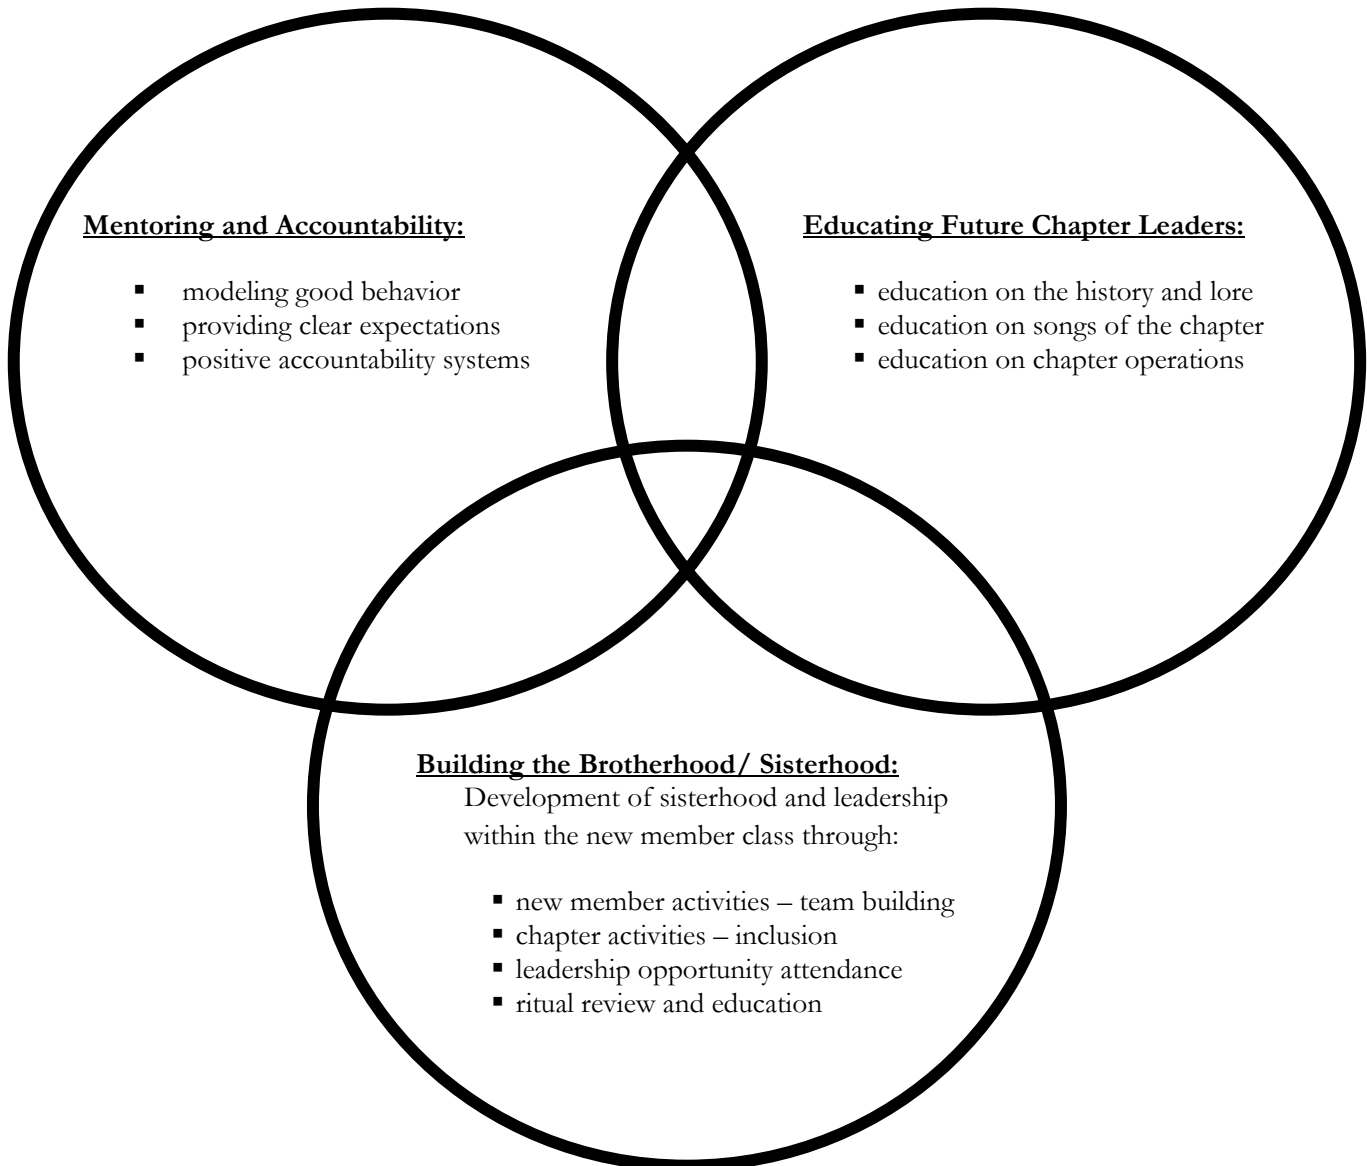 Mentoring and Accountability:
▪ modeling good behavior
▪ providing clear expectations
▪ positive accountability systems
Educating Future Chapter Leaders:
▪ education on the history and lore
▪ education on songs of the chapter
▪ education on chapter operations
Building the Brotherhood/ Sisterhood:
Development of sisterhood and leadership
within the new member class through:
▪ new member activities – team building
▪ chapter activities – inclusion
▪ leadership opportunity attendance
▪ ritual review and education